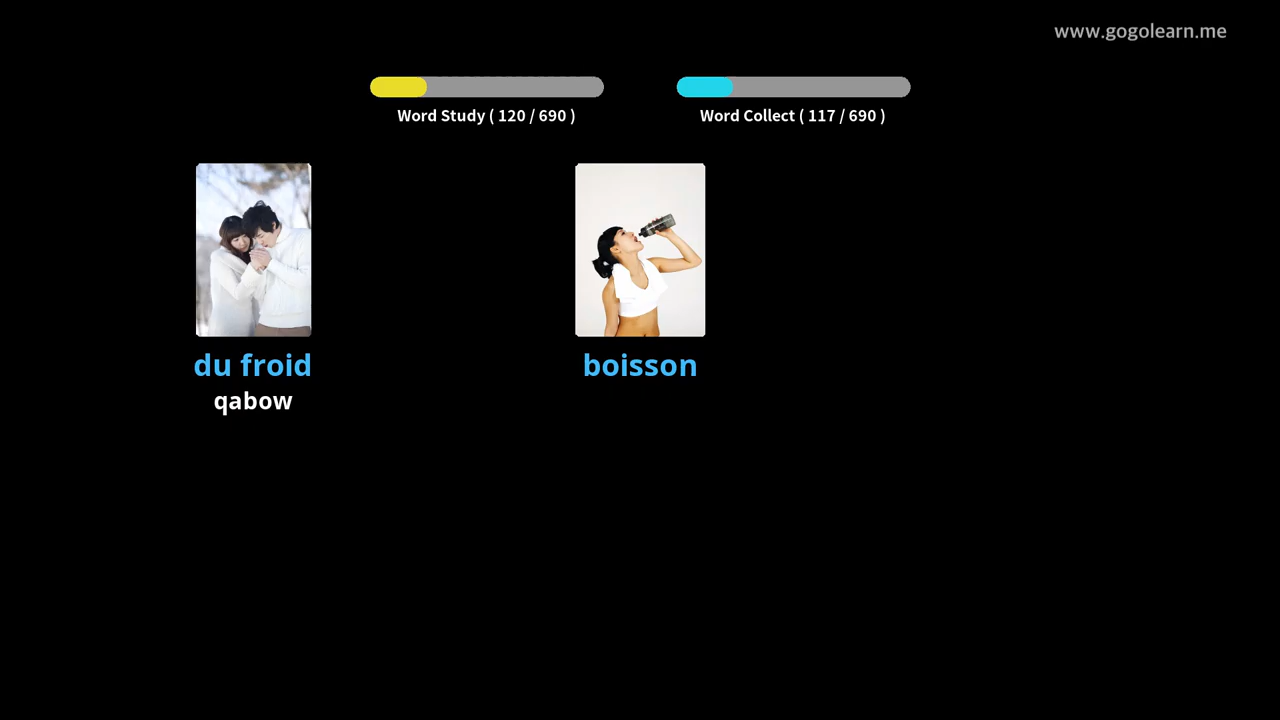 www.gogolearn.me
Word Study ( 120 / 690 )
Word Collect ( 117 / 690 )
du froid
qabow
boisson